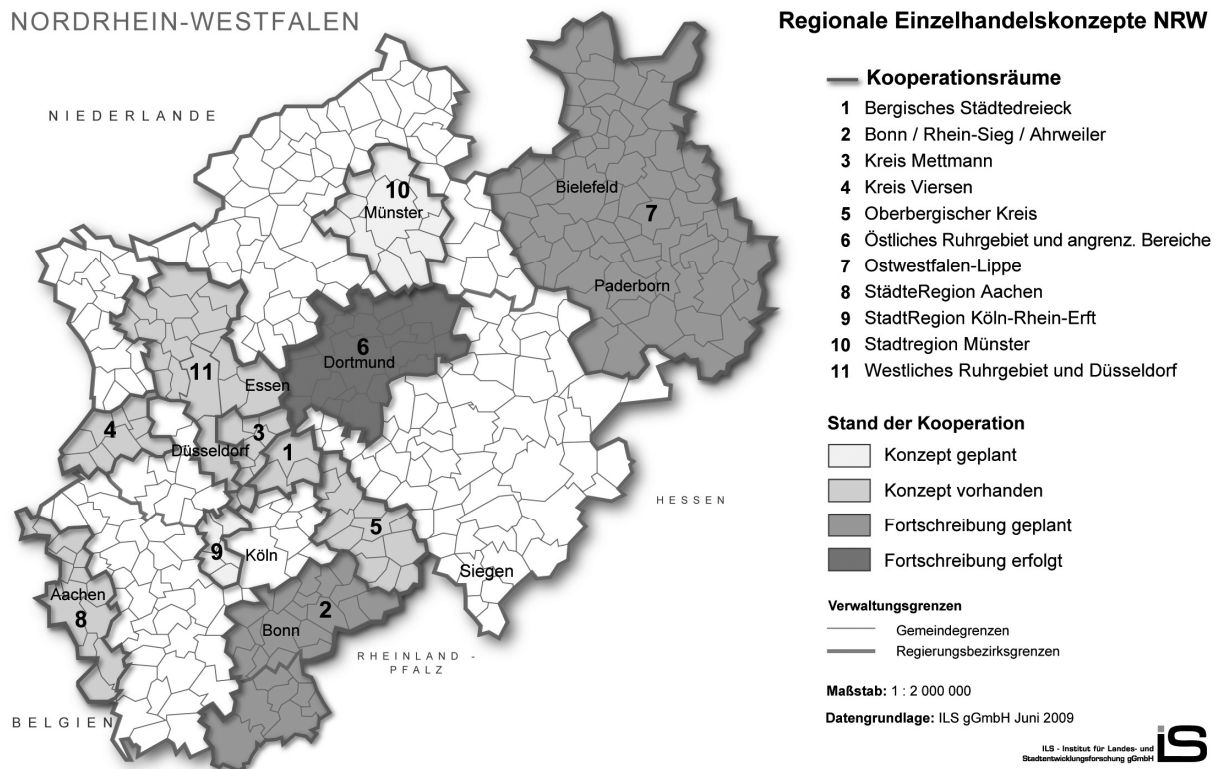 NORDRHEIN-WESTFALEN
Regionale Einzelhandelskonzepte NRW
NIEDERLANDE
Kooperationsräume
1 Bergisches Städtedreieck
2 Bonn / Rhein-Sieg / Ahrweiler
3 Kreis Mettmann
4 Kreis Viersen
5 Oberbergischer Kreis
6 Östliches Ruhrgebiet und angrenz. Bereiche
7 Ostwestfalen-Lippe
8 StädteRegion Aachen
9 StadtRegion Köln-Rhein-Erft
10 Stadtregion Münster
11 Westliches Ruhrgebiet und Düsseldorf
10
Münster
Bielefeld
7
Paderborn
6
Dortmund
11
Essen
4
3
Düsseldorf
1
5
9
Köln
Siegen
HESSEN
Aachen
8
2
Bonn
RHEINLAND -
PFALZ
BELGIEN
Stand der Kooperation
Konzept geplant
Konzept vorhanden
Fortschreibung geplant
Fortschreibung erfolgt
Verwaltungsgrenzen
Gemeindegrenzen
Regierungsbezirksgrenzen
Maßstab: 1 : 2 000 000
Datengrundlage: ILS gGmbH Juni 2009
ILS - Institut für Landes- und
Stadtentwicklungsforschung gGmbH
iLS